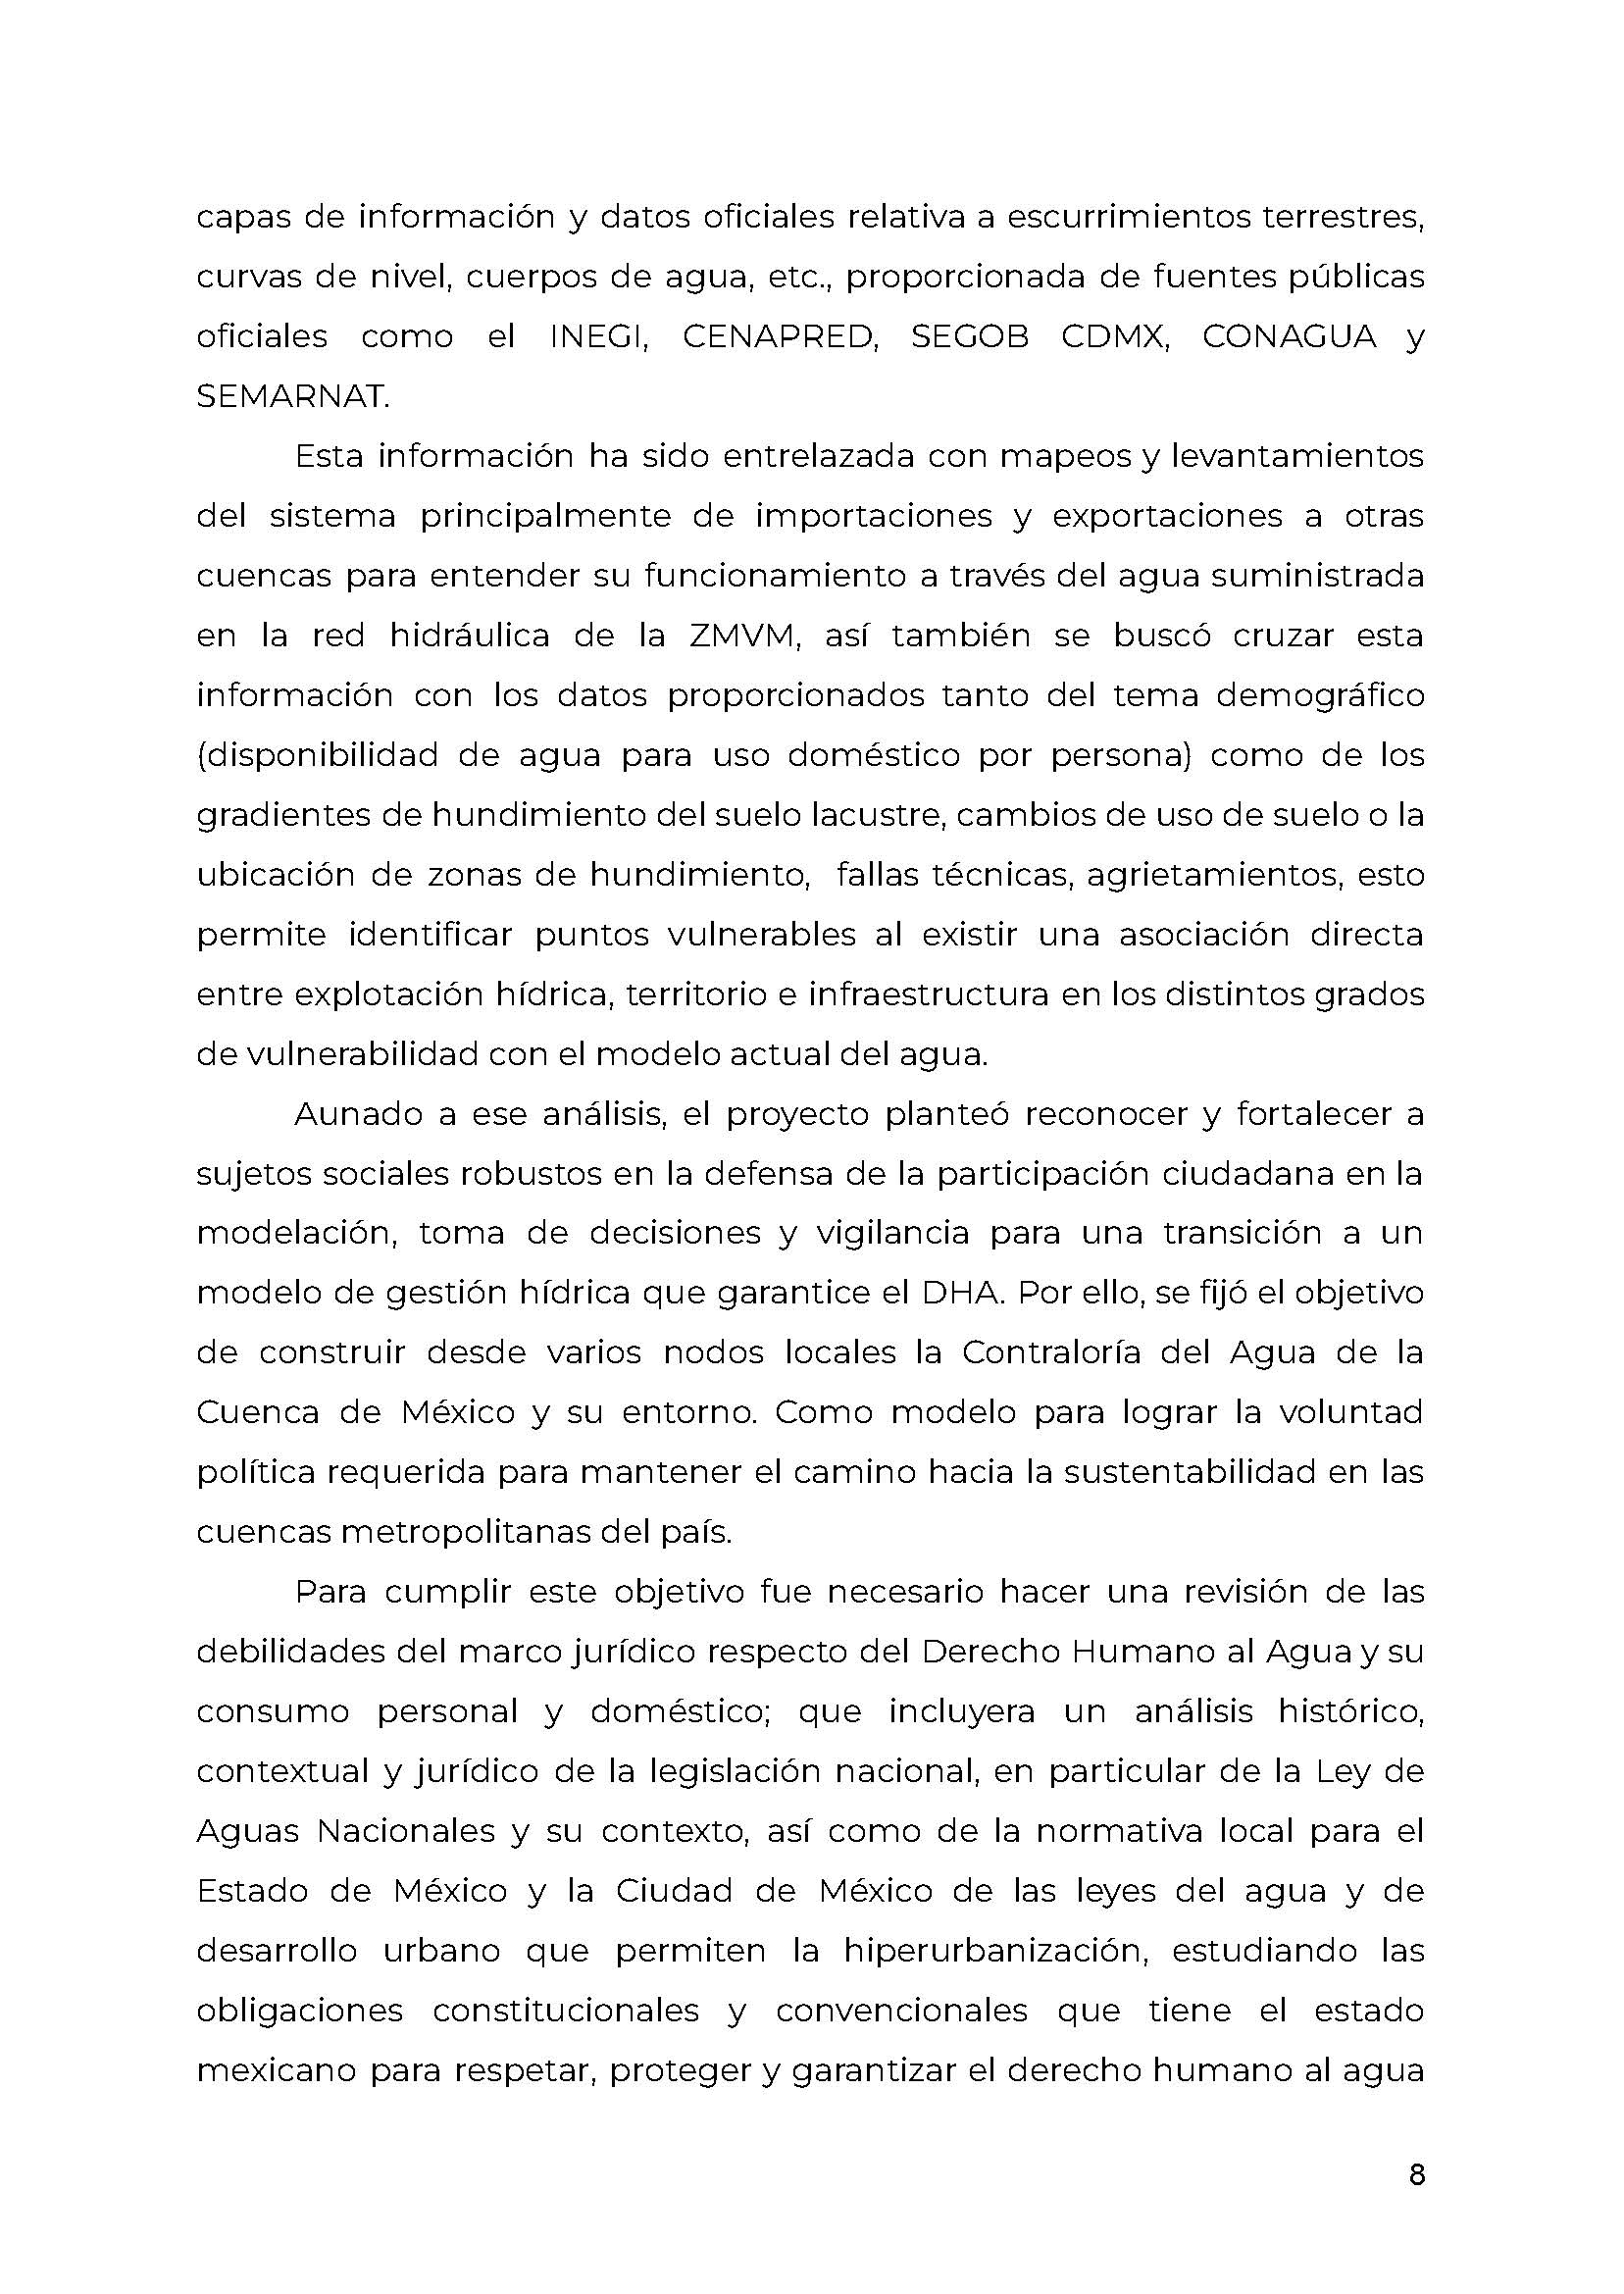 capas de información y datos oficiales relativa a escurrimientos terrestres,
curvas de nivel, cuerpos de agua, etc., proporcionada de fuentes públicas
oficiales como el INEGI, CENAPRED, SEGOB CDMX, CONAGUA y
SEMARNAT.
Esta información ha sido entrelazada con mapeos y levantamientos
del sistema principalmente de importaciones y exportaciones a otras
cuencas para entender su funcionamiento a través del agua suministrada
en la red hidráulica de la ZMVM, así también se buscó cruzar esta
información con los datos proporcionados tanto del tema demográfico
(disponibilidad de agua para uso doméstico por persona) como de los
gradientes de hundimiento del suelo lacustre, cambios de uso de suelo o la
ubicación de zonas de hundimiento,  fallas técnicas, agrietamientos, esto
permite identificar puntos vulnerables al existir una asociación directa
entre explotación hídrica, territorio e infraestructura en los distintos grados
de vulnerabilidad con el modelo actual del agua.
Aunado a ese análisis, el proyecto planteó reconocer y fortalecer a
sujetos sociales robustos en la defensa de la participación ciudadana en la
modelación, toma de decisiones y vigilancia para una transición a un
modelo de gestión hídrica que garantice el DHA. Por ello, se fijó el objetivo
de construir desde varios nodos locales la Contraloría del Agua de la
Cuenca de México y su entorno. Como modelo para lograr la voluntad
política requerida para mantener el camino hacia la sustentabilidad en las
cuencas metropolitanas del país.
Para cumplir este objetivo fue necesario hacer una revisión de las
debilidades del marco jurídico respecto del Derecho Humano al Agua y su
consumo personal y doméstico; que incluyera un análisis histórico,
contextual y jurídico de la legislación nacional, en particular de la Ley de
Aguas Nacionales y su contexto, así como de la normativa local para el
Estado de México y la Ciudad de México de las leyes del agua y de
desarrollo urbano que permiten la hiperurbanización, estudiando las
obligaciones constitucionales y convencionales que tiene el estado
mexicano para respetar, proteger y garantizar el derecho humano al agua
8